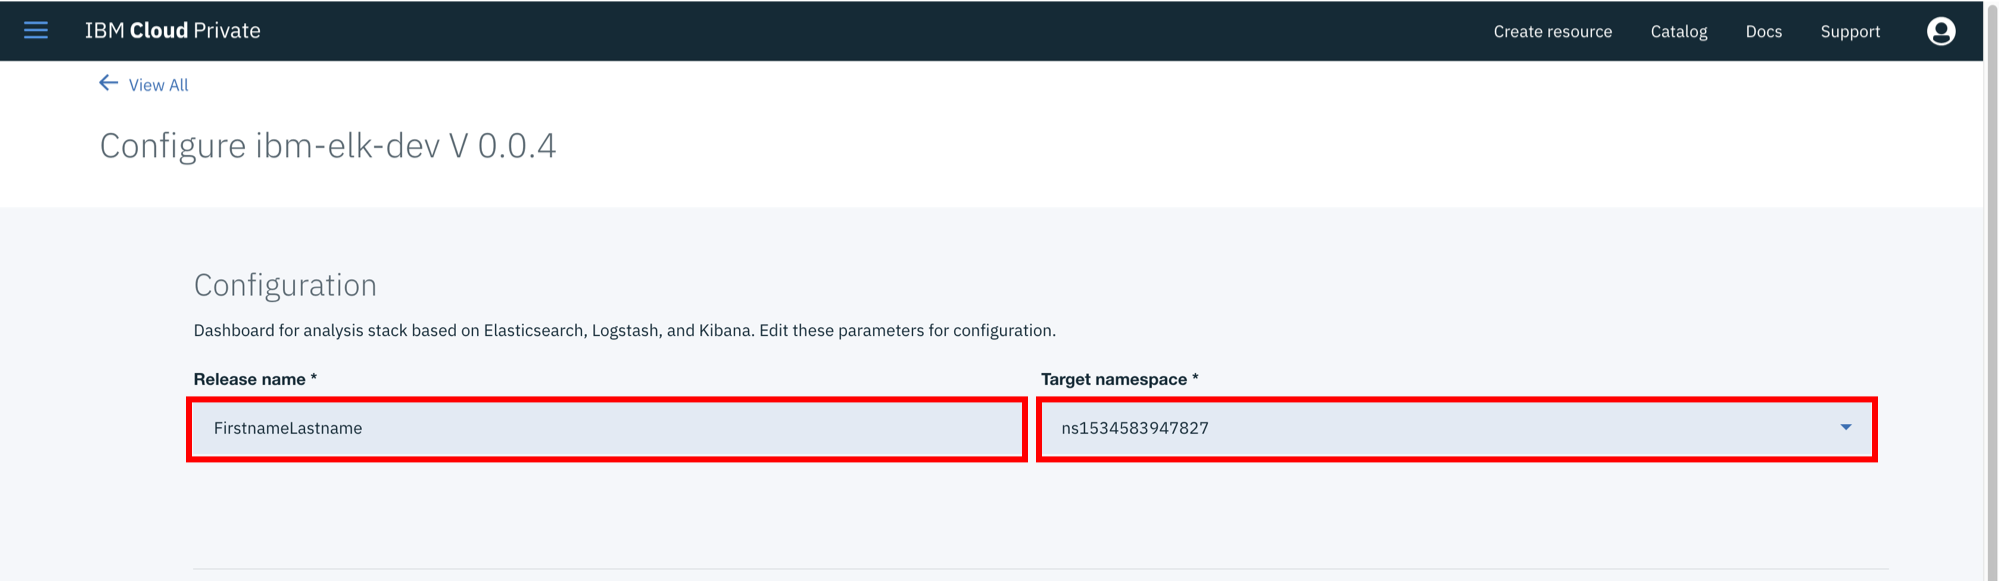 IBM Cloud Private Create resource Catalog Docs Support
View All
Configure ibm-elk-dev V 0.0.4
Configuration
Dashboard for analysis stack based on Elasticsearch, Logstash, and Kibana. Edit these parameters for configuration.
Release name * Target namespace *
FirstnameLastname ns1534583947827